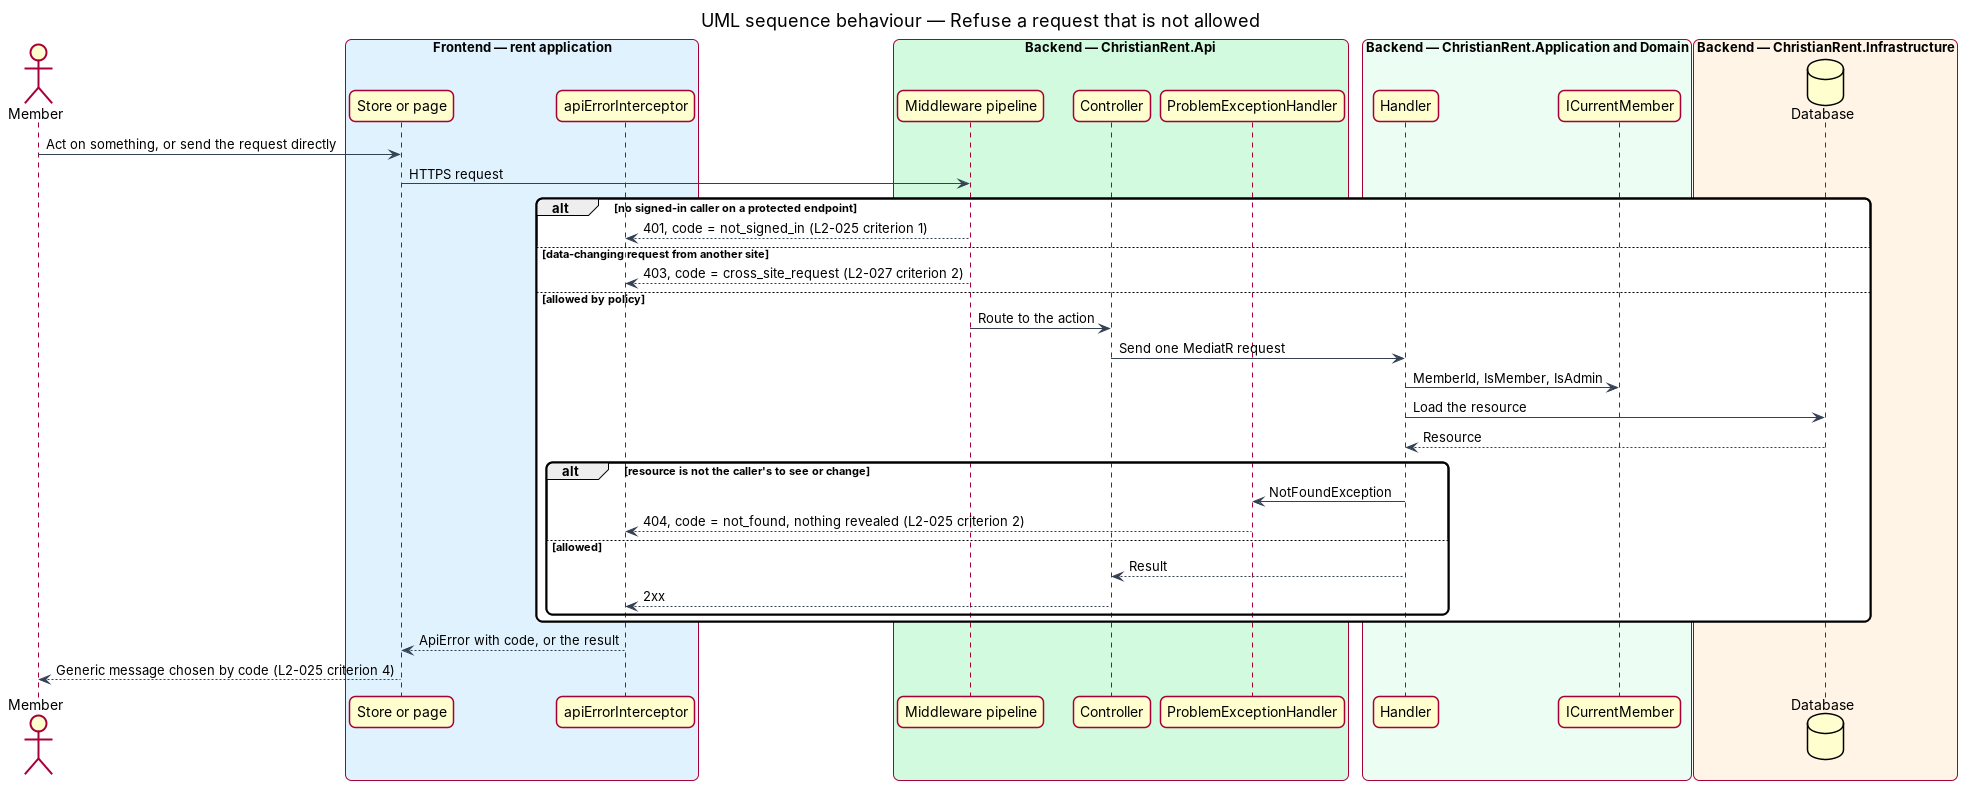 UML sequence behaviour — Refuse a request that is not allowed
Frontend — rent application
Backend — ChristianRent.Api
Backend — ChristianRent.Application and Domain
Backend — ChristianRent.Infrastructure
Member
Store or page
apiErrorInterceptor
Middleware pipeline
Controller
ProblemExceptionHandler
Handler
ICurrentMember
Database
Act on something, or send the request directly
HTTPS request
alt
[no signed-in caller on a protected endpoint]
401, code = not_signed_in (L2-025 criterion 1)
[data-changing request from another site]
403, code = cross_site_request (L2-027 criterion 2)
[allowed by policy]
Route to the action
Send one MediatR request
MemberId, IsMember, IsAdmin
Load the resource
Resource
alt
[resource is not the caller's to see or change]
NotFoundException
404, code = not_found, nothing revealed (L2-025 criterion 2)
[allowed]
Result
2xx
ApiError with code, or the result
Generic message chosen by code (L2-025 criterion 4)
Member
Store or page
apiErrorInterceptor
Middleware pipeline
Controller
ProblemExceptionHandler
Handler
ICurrentMember
Database